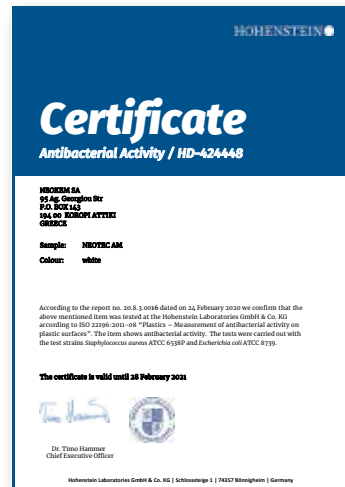 HOHENSTEIN
Certificate
Antibacterial Activity / HD-424448
NEOKEM SA
95 Ag. Georgiou Str
P.O. BOX 143
194 00 KOROPI ATTIKI
GREECE
Sample: NEOTEC AM
Colour: white
According to the report no. 20.8.3.0016 dated on 24 February 2020 we confirm that the
above mentioned item was tested at the Hohenstein Laboratories GmbH & Co. KG
according to ISO 22196:2011-08 "Plastics – Measurement of antibacterial activity on
plastic surfaces". The item shows antibacterial activity. The tests were carried out with
the test strains Staphylococcus aureus ATCC 6538P and Escherichia coli ATCC 8739.
The certificate is valid until 28 February 2021
Dr. Timo Hammer
Chief Executive Officer
Hohenstein Laboratories GmbH & Co. KG | Schlosssteige 1 | 74357 Bönnigheim | Germany